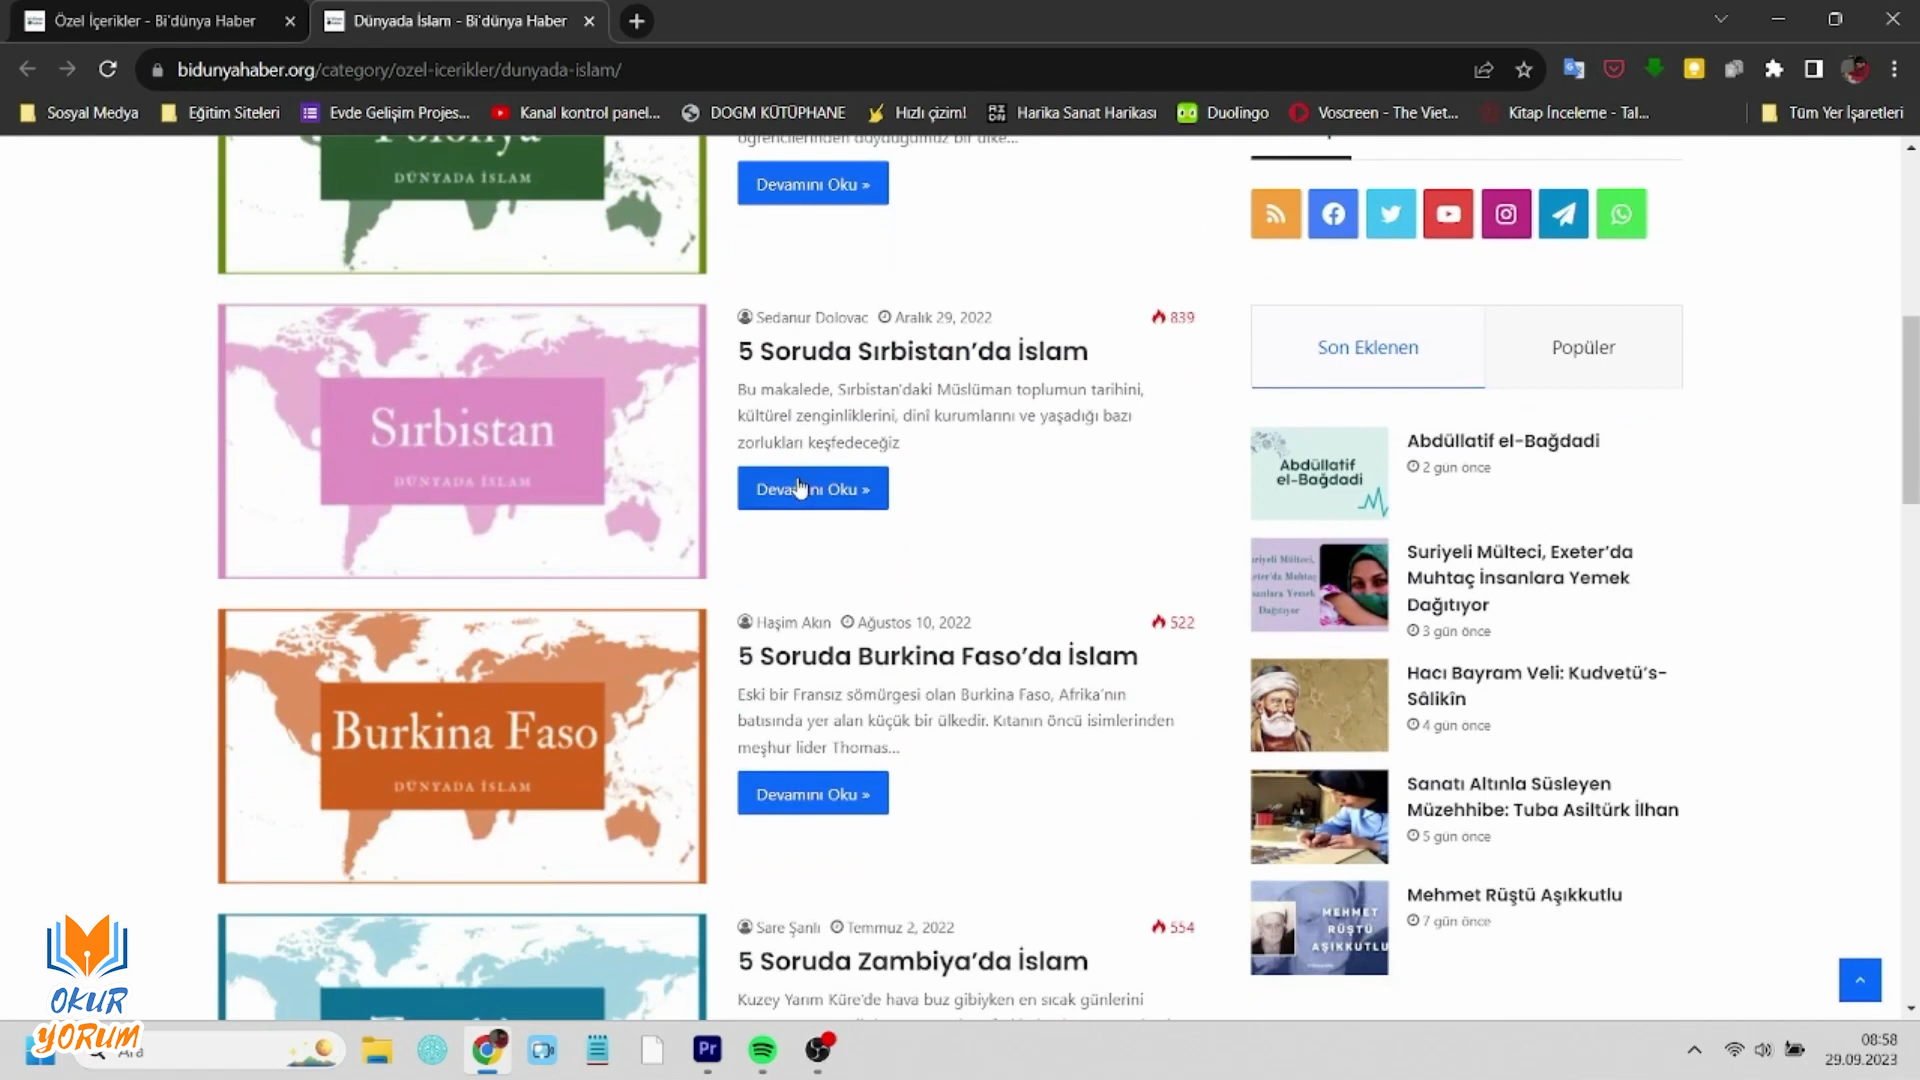 Özel İçerikler - Bi'dünya Haber
Dünyada İslam - Bi'dünya Haber
bidunyahaber.org/category/ozel-icerikler/dunyada-islam/
Sosyal Medya
Eğitim Siteleri
Evde Gelişim Projes...
Kanal kontrol panel...
DOGM KÜTÜPHANE
Hızlı çizim!
Harika Sanat Harikası
Duolingo
Voscreen - The Viet...
Kitap İnceleme - Tal...
Tüm Yer İşaretleri
Polonya
DÜNYADA İSLAM
öğrencilerinden duyduğumuz bir ülke...
Devamını Oku »
Sırbistan
DÜNYADA İSLAM
Sedanur Dolovac Aralık 29, 2022 839
5 Soruda Sırbistan’da İslam
Bu makalede, Sırbistan'daki Müslüman toplumun tarihini,
kültürel zenginliklerini, dinî kurumlarını ve yaşadığı bazı
zorlukları keşfedeceğiz
Devamını Oku »
Burkina Faso
DÜNYADA İSLAM
Haşim Akın Ağustos 10, 2022 522
5 Soruda Burkina Faso’da İslam
Eski bir Fransız sömürgesi olan Burkina Faso, Afrika’nın
batısında yer alan küçük bir ülkedir. Kıtanın öncü isimlerinden
meşhur lider Thomas...
Devamını Oku »
Sare Şanlı Temmuz 2, 2022 554
5 Soruda Zambiya’da İslam
Kuzey Yarım Küre’de hava buz gibiyken en sıcak günlerini
Son Eklenen
Popüler
Abdüllatif
el-Bağdadi
Abdüllatif el-Bağdadi
2 gün önce
Suriyeli Mülteci, Exeter’da
Muhtaç İnsanlara Yemek
Dağıtıyor
3 gün önce
Hacı Bayram Veli: Kudvetü’s-
Sâlikîn
4 gün önce
Sanatı Altınla Süsleyen
Müzehhibe: Tuba Asiltürk İlhan
5 gün önce
MEHMET
RÜŞTÜ
AŞIKKUTLU
Mehmet Rüştü Aşıkkutlu
7 gün önce
OKUR
YORUM
Ara
Pr
08:58
29.09.2023